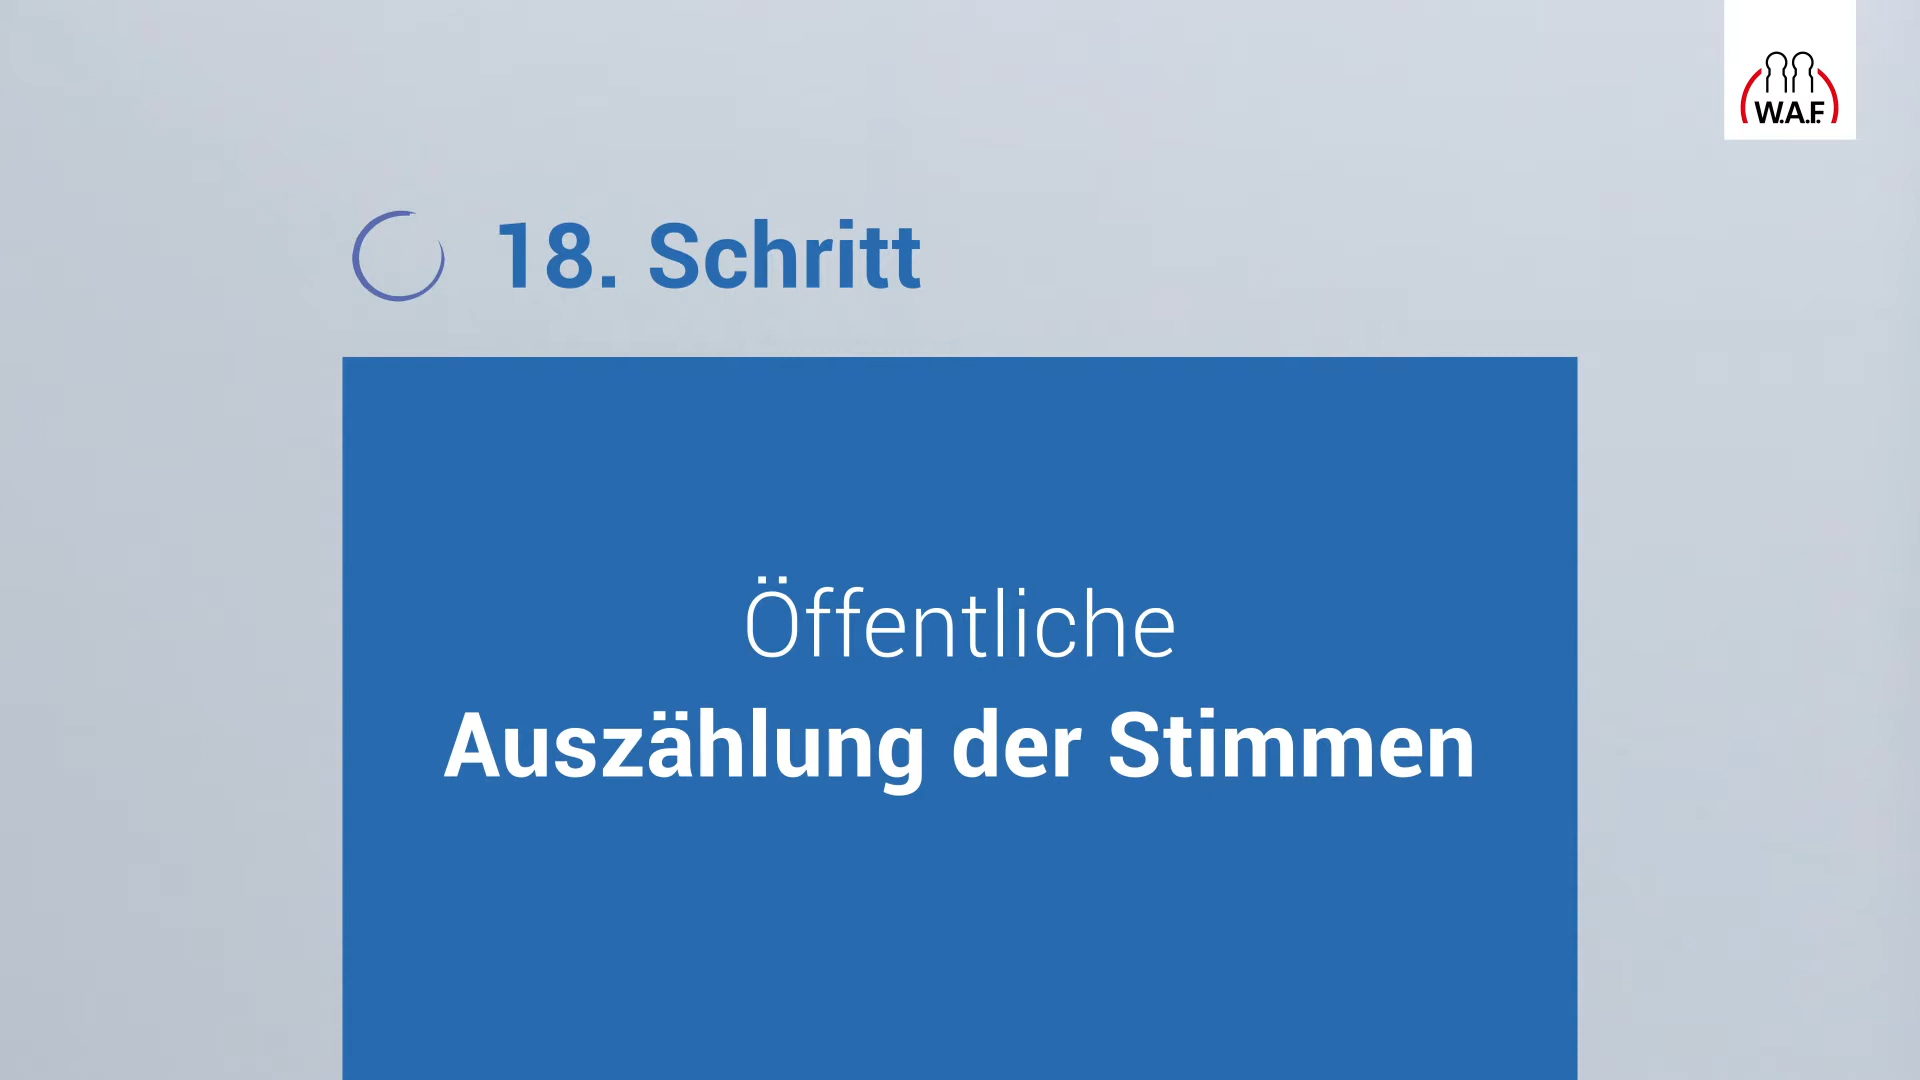 W.A.F.
18. Schritt
Öffentliche
Auszählung der Stimmen